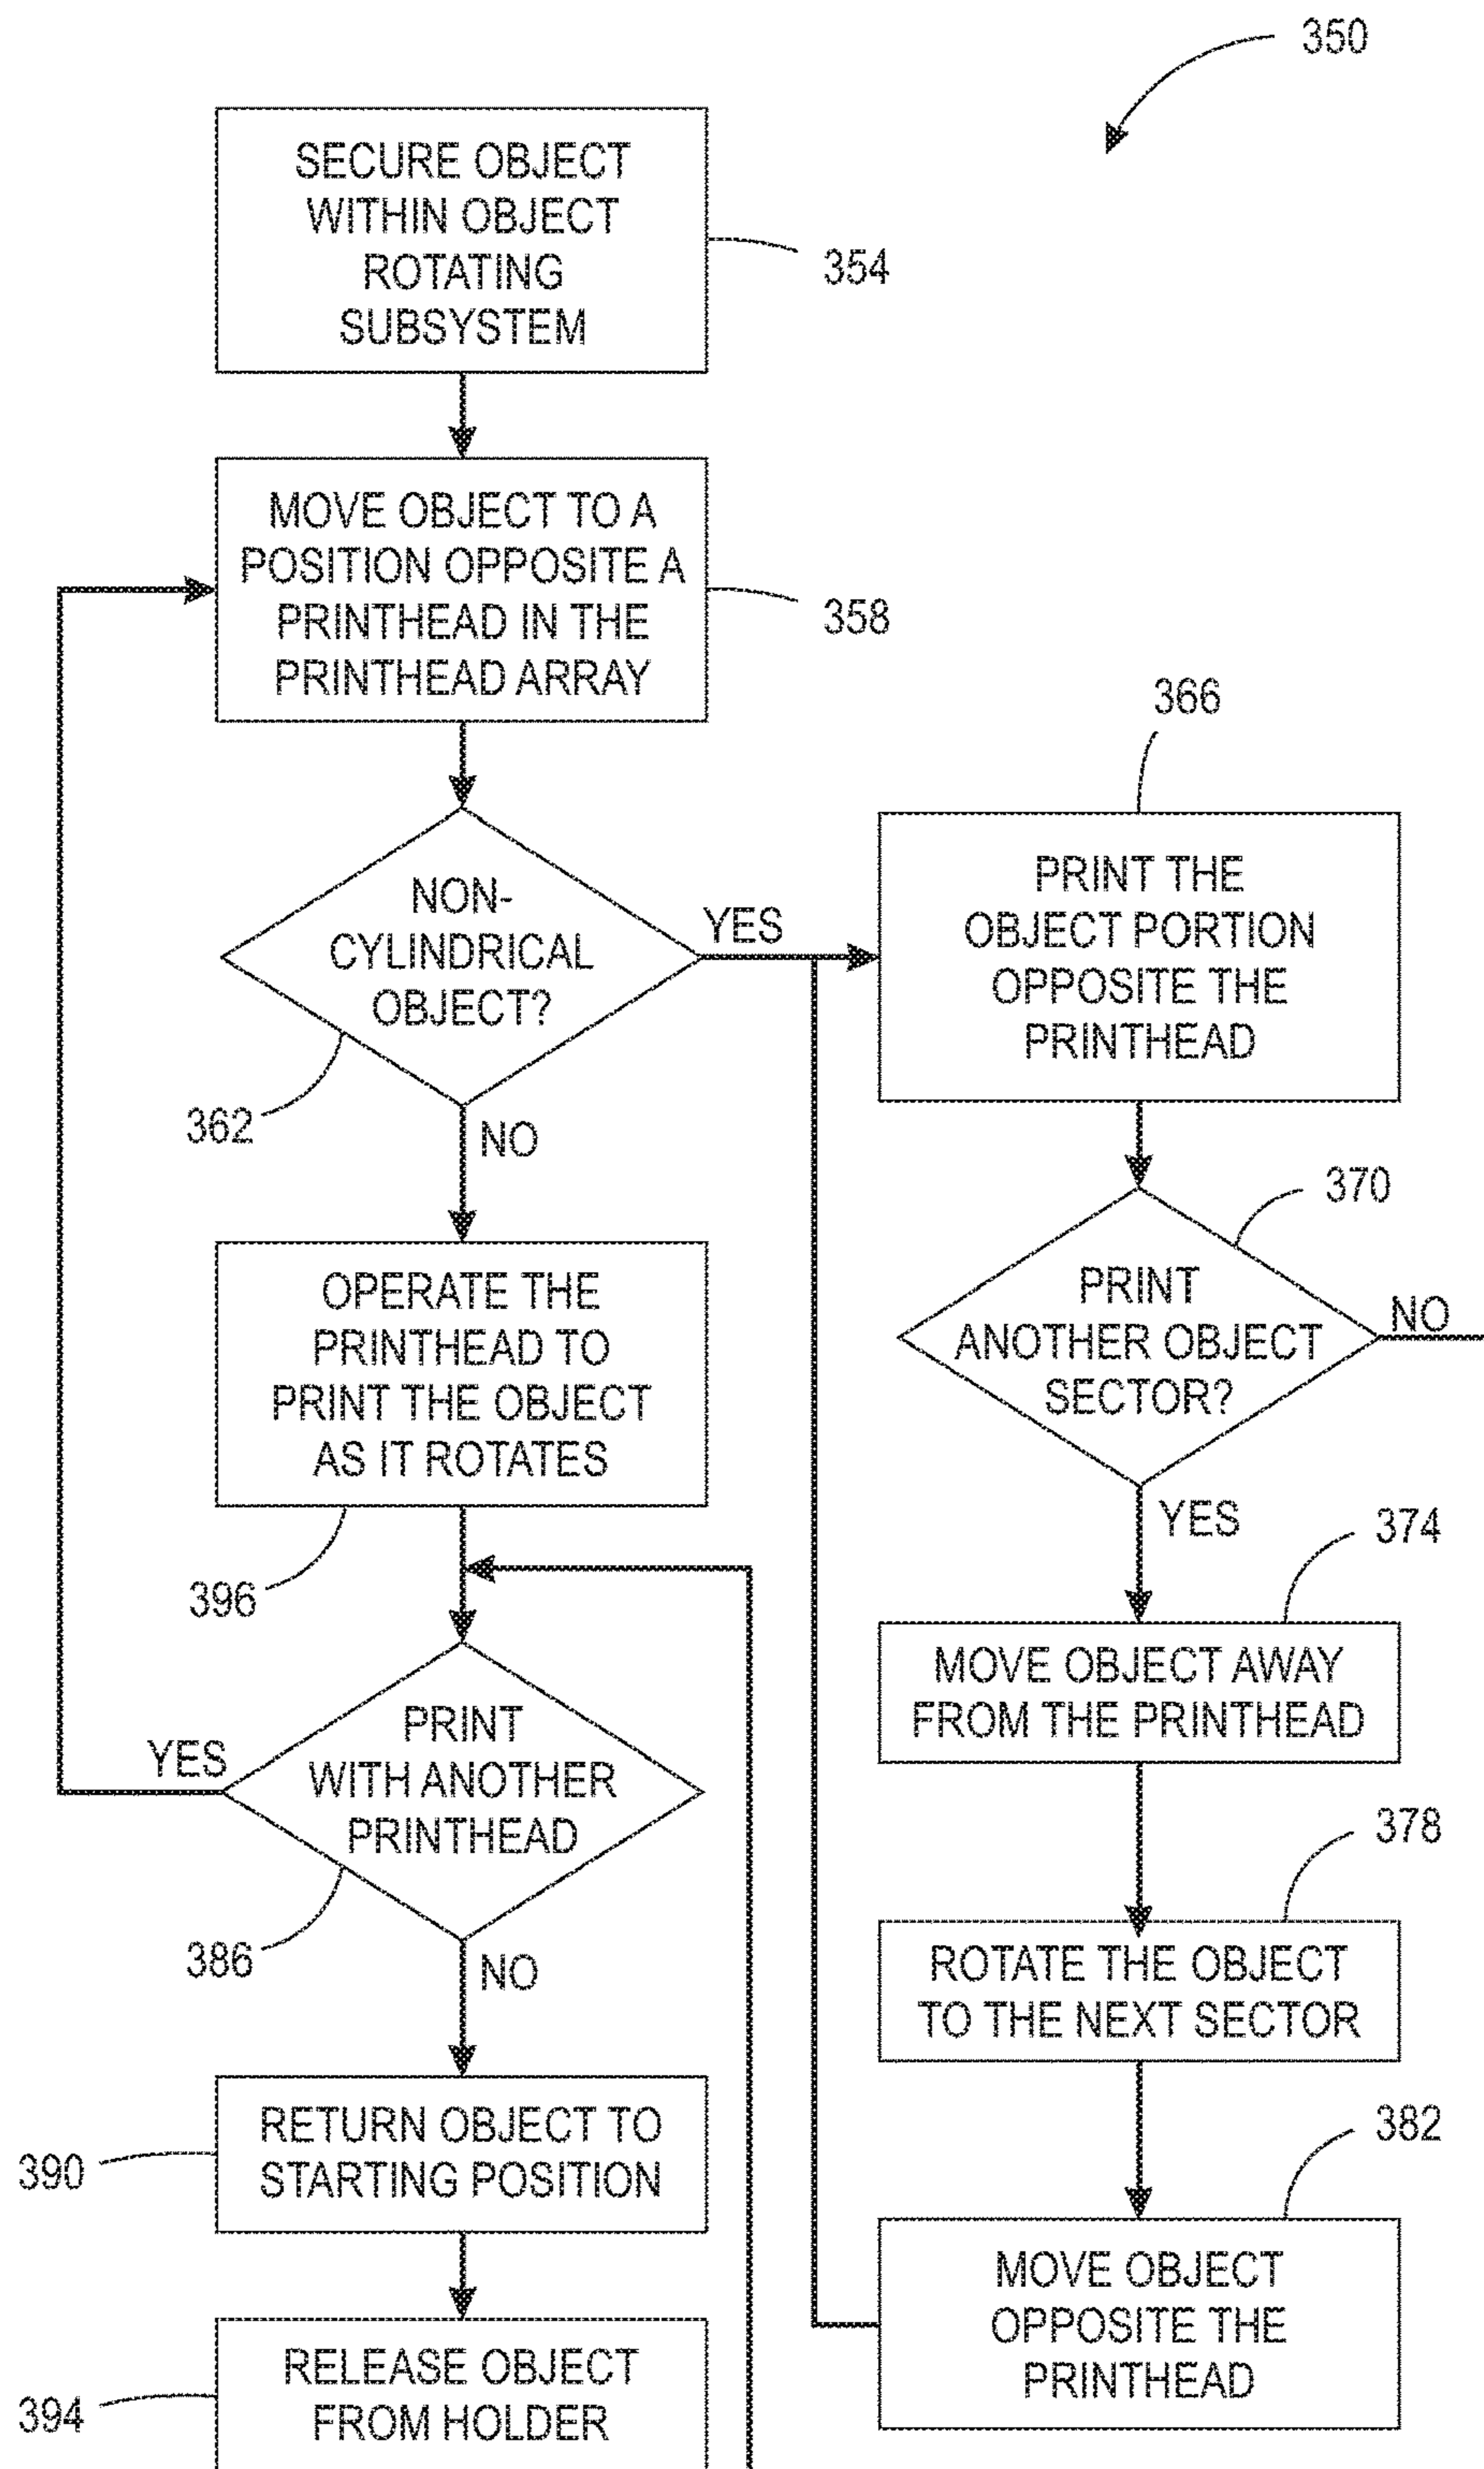 350
SECURE OBJECT
WITHIN OBJECT
ROTATING
SUBSYSTEM
354
MOVE OBJECT TO A
POSITION OPPOSITE A
PRINTHEAD IN THE
PRINTHEAD ARRAY
358
NON-
CYLINDRICAL
OBJECT?
362
YES
NO
366
PRINT THE
OBJECT PORTION
OPPOSITE THE
PRINTHEAD
370
PRINT
ANOTHER OBJECT
SECTOR?
NO
YES
374
MOVE OBJECT AWAY
FROM THE PRINTHEAD
378
ROTATE THE OBJECT
TO THE NEXT SECTOR
382
MOVE OBJECT
OPPOSITE THE
PRINTHEAD
OPERATE THE
PRINTHEAD TO
PRINT THE OBJECT
AS IT ROTATES
396
PRINT
WITH ANOTHER
PRINTHEAD
YES
386
NO
RETURN OBJECT TO
STARTING POSITION
390
RELEASE OBJECT
FROM HOLDER
394